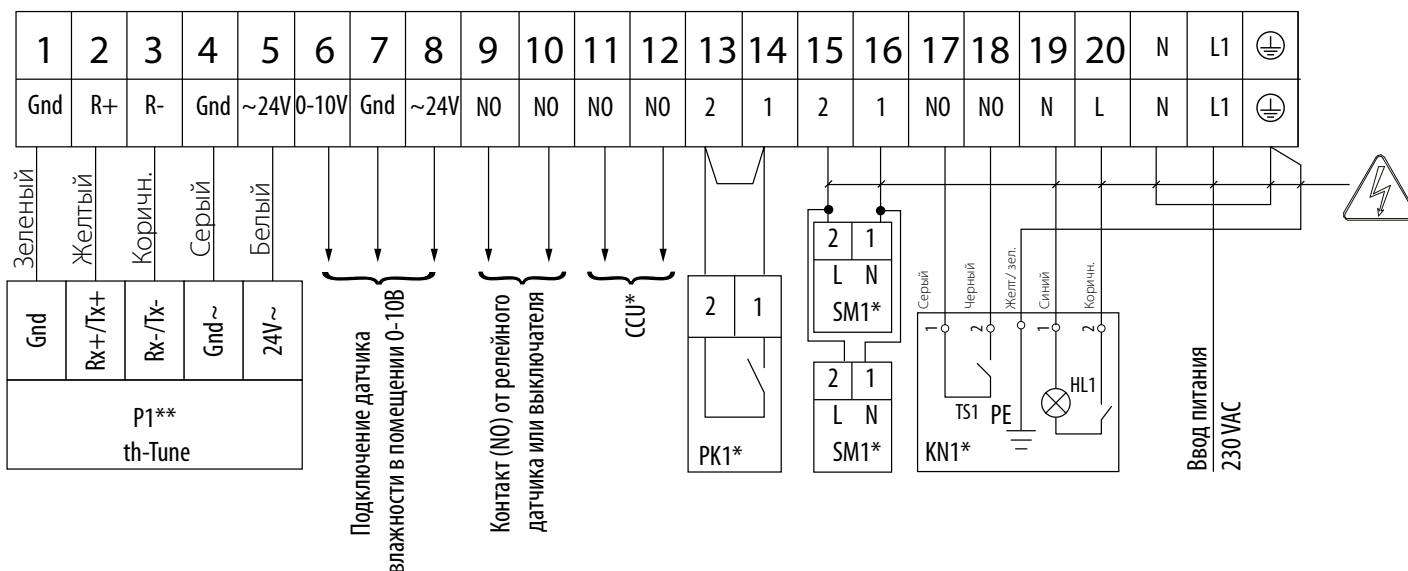 1 2 3 4 5 6 7 8 9 10 11 12 13 14 15 16 17 18 19 20 N L1
Gnd R+ R- Gnd ~24V 0-10V Gnd ~24V NO NO NO NO 2 1 2 1 NO NO N L N L1
Зеленый
Желтый
Коричн.
Серый
Белый
Gnd
Rx+/Tx+
Rx-/Tx-
Gnd~
24V~
P1**
th-Tune
Подключение датчика
влажности в помещении 0-10В
Контакт (NO) от релейного
датчика или выключателя
CCU*
2 1
PK1*
2 1
L N
SM1*
2 1
L N
SM1*
Серый
Черный
Желт./ зел.
Синий
Коричн.
1 2 1 2
TS1
PE
HL1
KN1*
Ввод питания
230 VAC